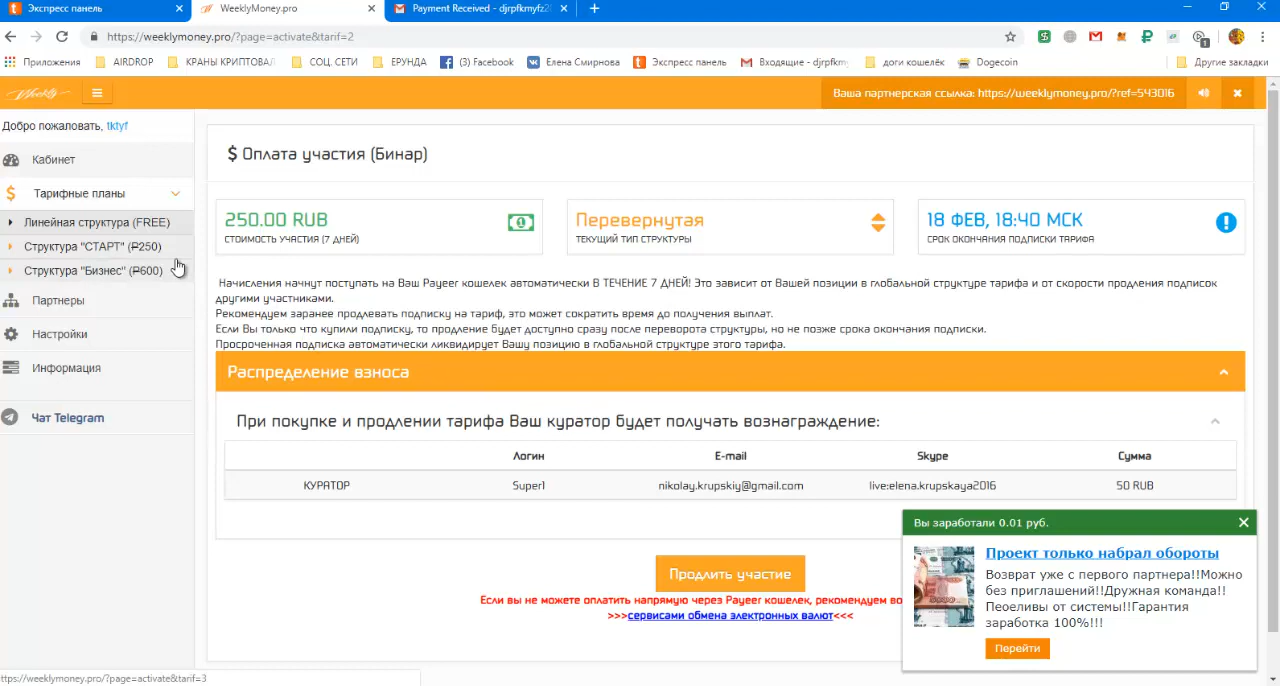 Экспресс панель
WeeklyMoney.pro
Payment Received - djrpfkmyfz2
https://weeklymoney.pro/?page=activate&tarif=2
Приложения
AIRDROP
КРАНЫ КРИПТОВАЛ
СОЦ. СЕТИ
ЕРУНДА
(3) Facebook
Елена Смирнова
Экспресс панель
Входящие - djrpfkm
доги кошелёк
Dogecoin
Другие закладки
Weekly
Ваша партнерская ссылка: https://weeklymoney.pro/?ref=543016
Добро пожаловать, tktyf
Кабинет
Тарифные планы
Линейная структура (FREE)
Структура "СТАРТ" (₽250)
Структура "Бизнес" (₽600)
Партнеры
Настройки
Информация
Чат Telegram
$ Оплата участия (Бинар)
250.00 RUB
СТОИМОСТЬ УЧАСТИЯ (7 ДНЕЙ)
Перевернутая
ТЕКУЩИЙ ТИП СТРУКТУРЫ
18 ФЕВ, 18:40 МСК
СРОК ОКОНЧАНИЯ ПОДПИСКИ ТАРИФА
Начисления начнут поступать на Ваш Payeer кошелек автоматически В ТЕЧЕНИЕ 7 ДНЕЙ! Это зависит от Вашей позиции в глобальной структуре тарифа и от скорости продления подписок
другими участниками.
Рекомендуем заранее продлевать подписку на тариф, это может сократить время до получения выплат.
Если Вы только что купили подписку, то продление будет доступно сразу после переворота структуры, но не позже срока окончания подписки.
Просроченная подписка автоматически ликвидирует Вашу позицию в глобальной структуре этого тарифа.
Распределение взноса
При покупке и продлении тарифа Ваш куратор будет получать вознаграждение:
Логин E-mail Skype Сумма
КУРАТОР Super1 nikolay.krupskiy@gmail.com live:elena.krupskaya2016 50 RUB
Продлить участие
Если вы не можете оплатить напрямую через Payeer кошелек, рекомендуем во
>>>сервисами обмена электронных валют<<<
Вы заработали 0.01 руб.
Проект только набрал обороты
Возврат уже с первого партнера!!Можно
без приглашений!!Дружная команда!!
Пеоеливы от системы!!Гарантия
заработка 100%!!!
Перейти
ttps://weeklymoney.pro/?page=activate&tarif=3